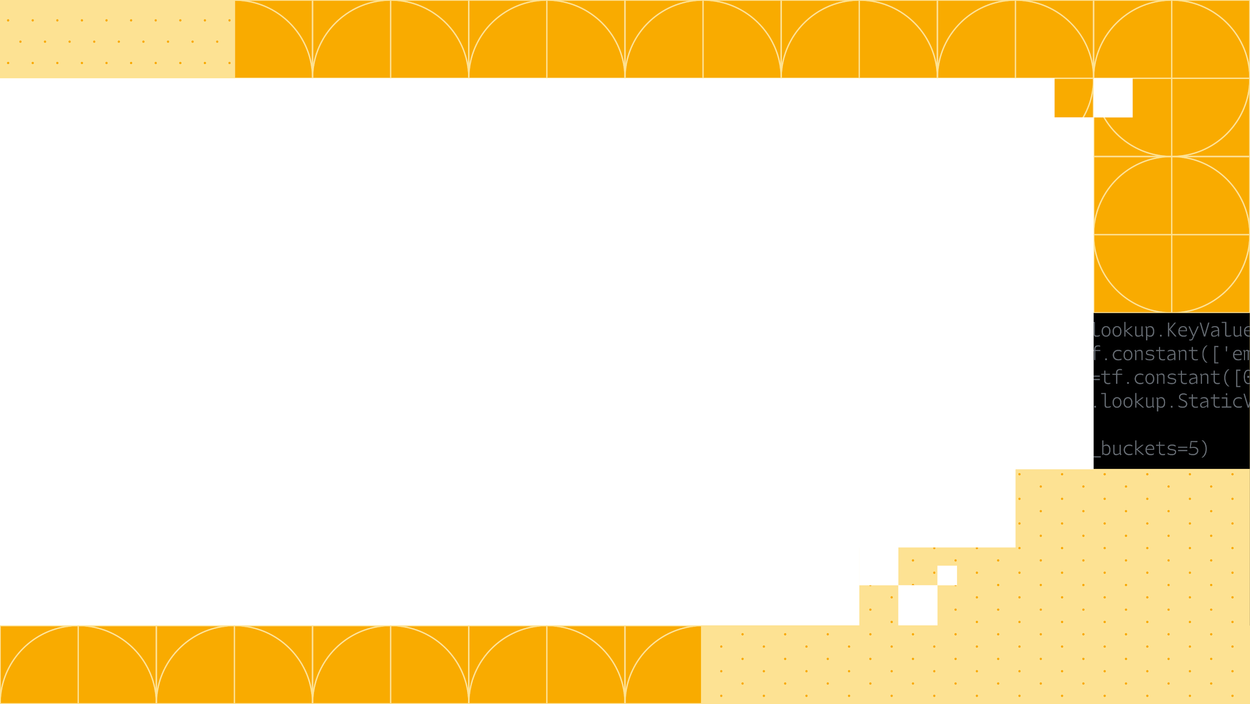 lookup.KeyValue
f.constant(['em
=tf.constant([0
.lookup.StaticV
_buckets=5)